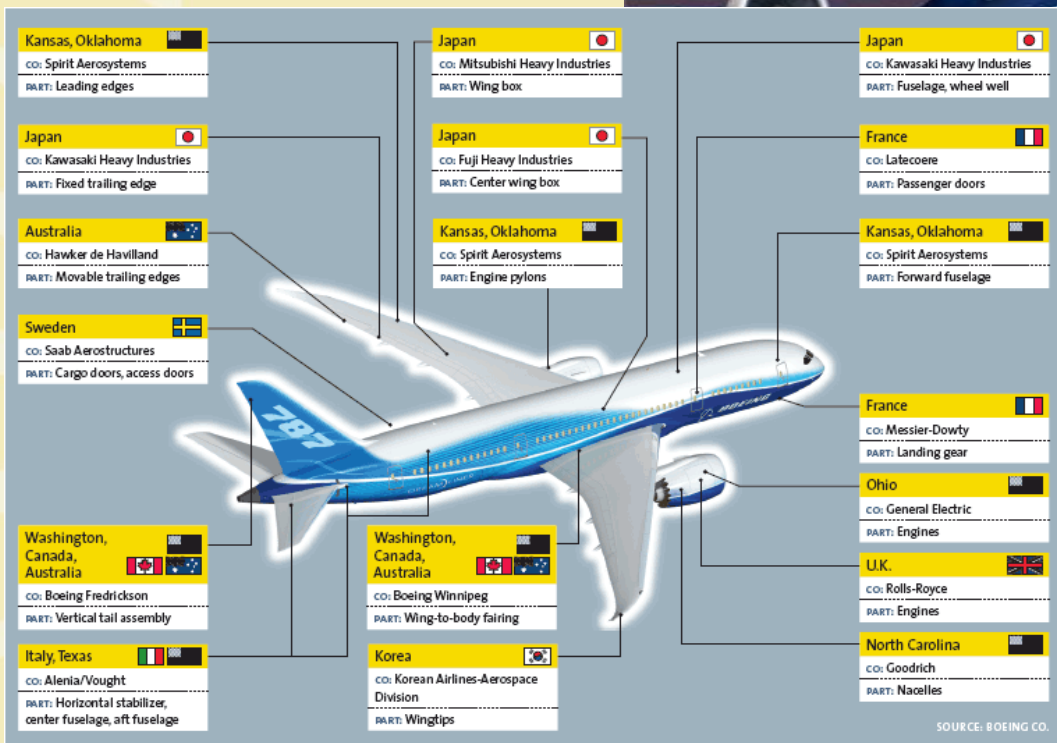 Kansas, Oklahoma
CO: Spirit Aerosystems
PART: Leading edges
Japan
CO: Mitsubishi Heavy Industries
PART: Wing box
Japan
CO: Kawasaki Heavy Industries
PART: Fuselage, wheel well
Japan
CO: Kawasaki Heavy Industries
PART: Fixed trailing edge
Japan
CO: Fuji Heavy Industries
PART: Center wing box
France
CO: Latecoere
PART: Passenger doors
Australia
CO: Hawker de Havilland
PART: Movable trailing edges
Kansas, Oklahoma
CO: Spirit Aerosystems
PART: Engine pylons
Kansas, Oklahoma
CO: Spirit Aerosystems
PART: Forward fuselage
Sweden
CO: Saab Aerostructures
PART: Cargo doors, access doors
787
BOEING
France
CO: Messier-Dowty
PART: Landing gear
Ohio
CO: General Electric
PART: Engines
Washington,
Canada,
Australia
CO: Boeing Fredrickson
PART: Vertical tail assembly
Washington,
Canada,
Australia
CO: Boeing Winnipeg
PART: Wing-to-body fairing
U.K.
CO: Rolls-Royce
PART: Engines
Italy, Texas
CO: Alenia/Vought
PART: Horizontal stabilizer,
center fuselage, aft fuselage
Korea
CO: Korean Airlines-Aerospace
Division
PART: Wingtips
North Carolina
CO: Goodrich
PART: Nacelles
SOURCE: BOEING CO.